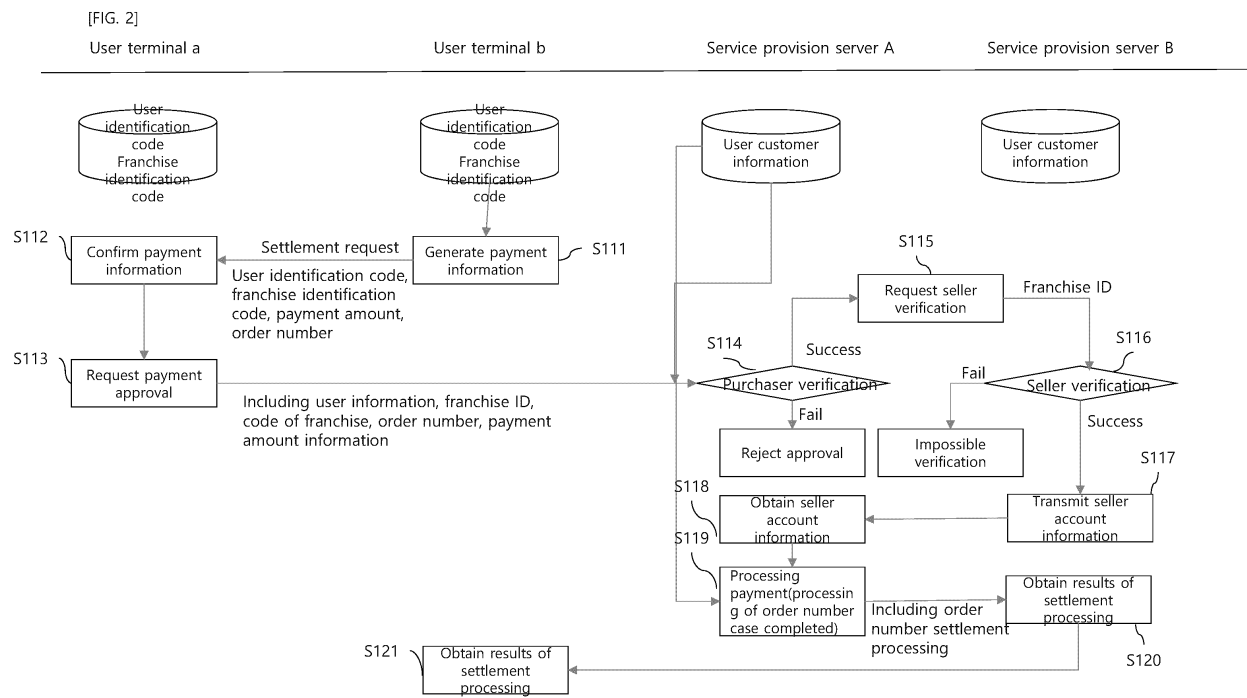 [FIG. 2]
User terminal a
User terminal b
Service provision server A
Service provision server B
User
identification
code
Franchise
identification
code
User
identification
code
Franchise
identification
code
User customer
information
User customer
information
S112
Confirm payment
information
Settlement request
User identification code,
franchise identification
code, payment amount,
order number
Generate payment
information
S111
S115
Request seller
verification
Franchise ID
S113
Request payment
approval
Including user information, franchise ID,
code of franchise, order number, payment
amount information
S114
Success
Purchaser verification
Fail
Reject approval
S116
Fail
Seller verification
Success
Impossible
verification
S117
Transmit seller
account
information
S118
Obtain seller
account
information
S119
Processing
payment(processin
g of order number
case completed)
Including order
number settlement
processing
Obtain results of
settlement
processing
S120
S121
Obtain results of
settlement
processing